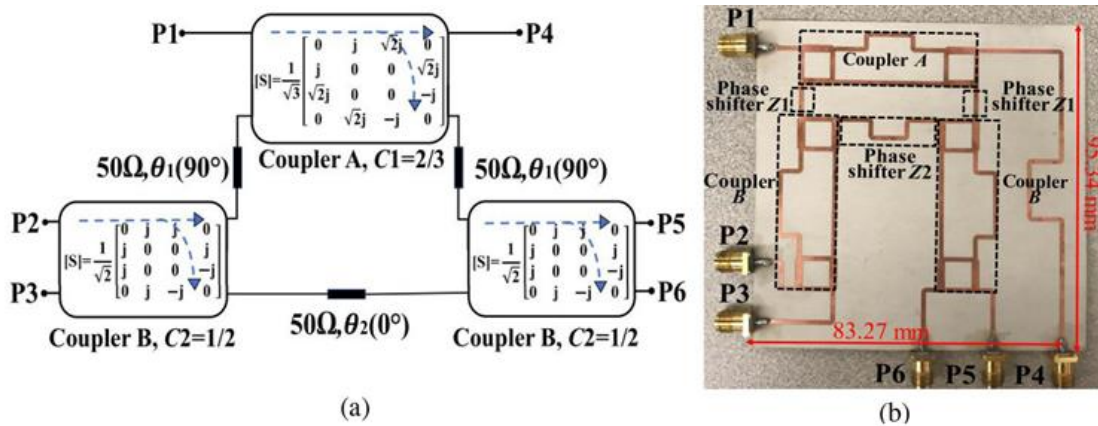 P1
P4
[S]= 1/√3
0 j √2j 0
j 0 0 √2j
√2j 0 0 -j
0 √2j -j 0
Coupler A, C1=2/3
50Ω,θ1(90°)
50Ω,θ1(90°)
P2
P3
[S]= 1/√2
0 j j 0
j 0 0 j
j 0 0 -j
0 j -j 0
Coupler B, C2=1/2
50Ω,θ2(0°)
P5
P6
[S]= 1/√2
0 j j 0
j 0 0 j
j 0 0 -j
0 j -j 0
Coupler B, C2=1/2
(a)
P1
Coupler A
Phase
shifter Z1
Phase
shifter Z1
Phase
shifter Z2
Coupler
B
Coupler
B
P2
P3
83.27 mm
95.34 mm
P6
P5
P4
(b)